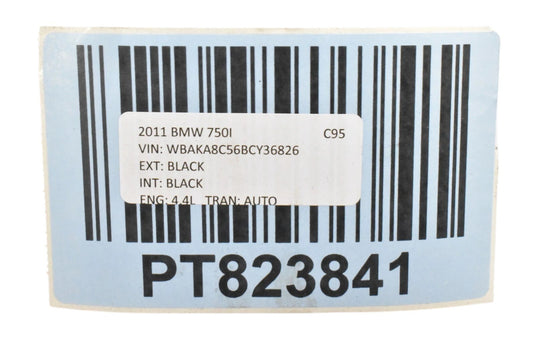 2011 BMW 750I C95
VIN: WBAKA8C56BCY36826
EXT: BLACK
INT: BLACK
ENG: 4.4L TRAN: AUTO
PT823841